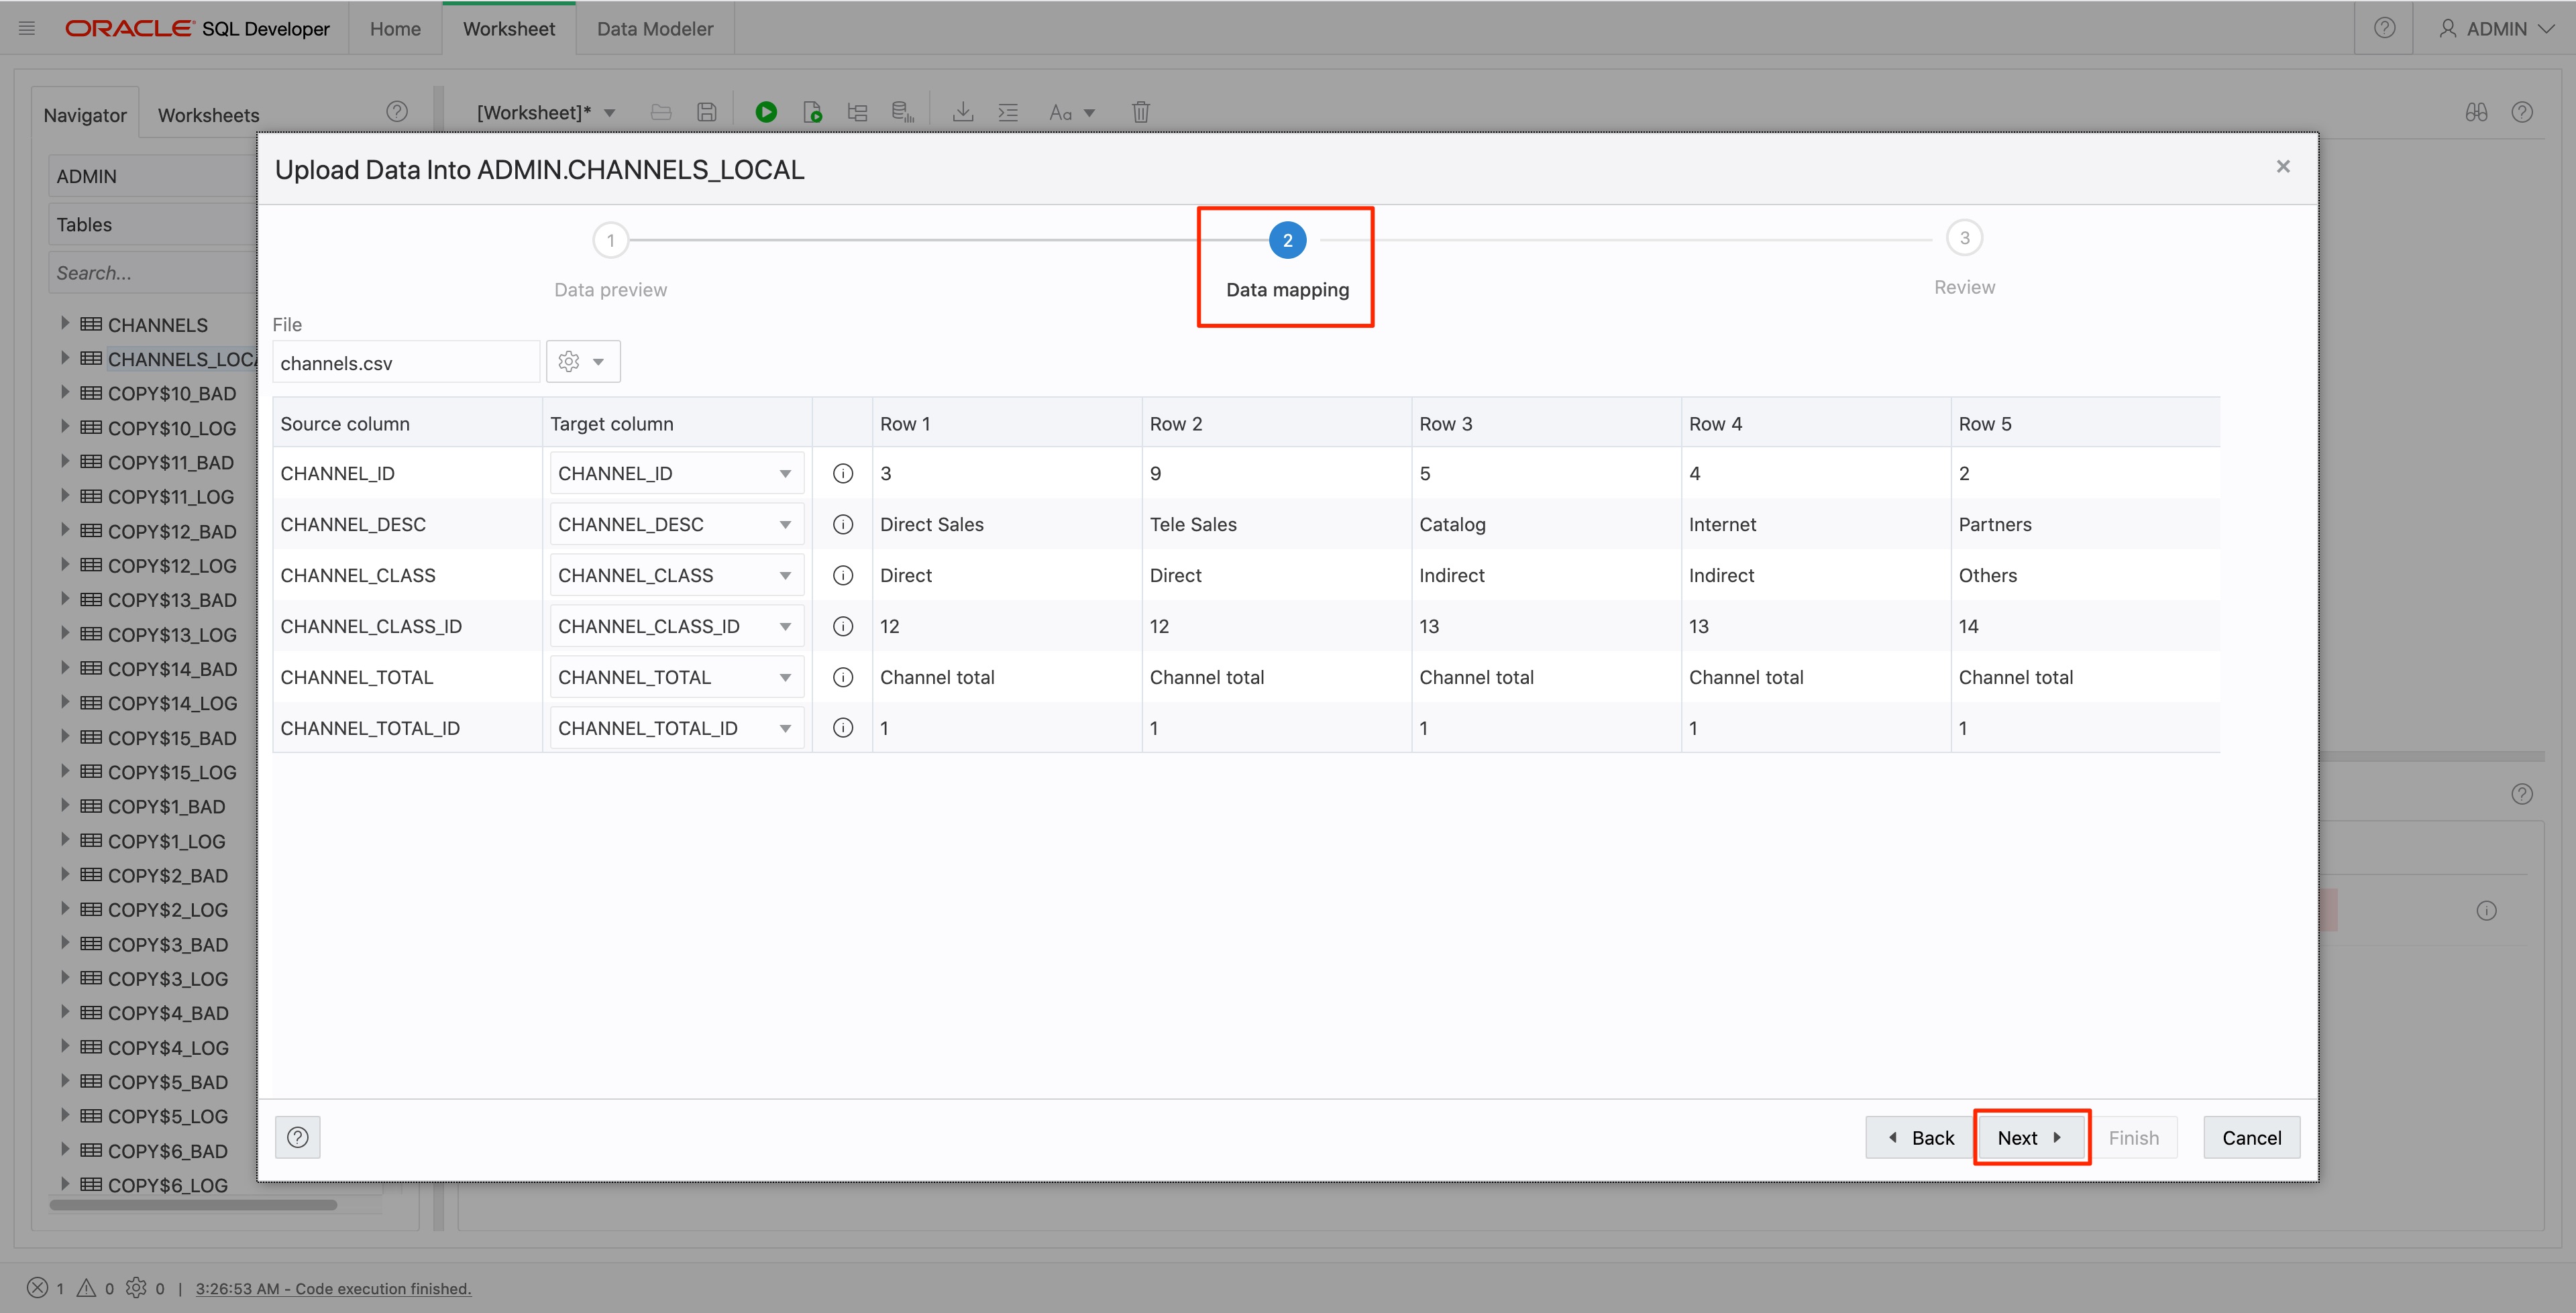 ORACLE SQL Developer Home Worksheet Data Modeler ADMIN
Navigator Worksheets [Worksheet]* Aa
Upload Data Into ADMIN.CHANNELS_LOCAL
ADMIN
Tables
Search...
CHANNELS
CHANNELS_LOCA
COPY$10_BAD
COPY$10_LOG
COPY$11_BAD
COPY$11_LOG
COPY$12_BAD
COPY$12_LOG
COPY$13_BAD
COPY$13_LOG
COPY$14_BAD
COPY$14_LOG
COPY$15_BAD
COPY$15_LOG
COPY$1_BAD
COPY$1_LOG
COPY$2_BAD
COPY$2_LOG
COPY$3_BAD
COPY$3_LOG
COPY$4_BAD
COPY$4_LOG
COPY$5_BAD
COPY$5_LOG
COPY$6_BAD
COPY$6_LOG
1 2 3
Data preview Data mapping Review
File
channels.csv
Source column Target column Row 1 Row 2 Row 3 Row 4 Row 5
CHANNEL_ID CHANNEL_ID 3 9 5 4 2
CHANNEL_DESC CHANNEL_DESC Direct Sales Tele Sales Catalog Internet Partners
CHANNEL_CLASS CHANNEL_CLASS Direct Direct Indirect Indirect Others
CHANNEL_CLASS_ID CHANNEL_CLASS_ID 12 12 13 13 14
CHANNEL_TOTAL CHANNEL_TOTAL Channel total Channel total Channel total Channel total Channel total
CHANNEL_TOTAL_ID CHANNEL_TOTAL_ID 1 1 1 1 1
Back Next Finish Cancel
1 0 0 | 3:26:53 AM - Code execution finished.